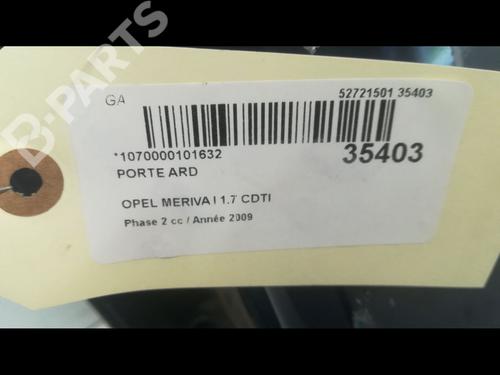 B-PARTS
GA
52721501 35403
*1070000101632
35403
PORTE ARD
OPEL MERIVA I 1.7 CDTI
Phase 2 cc / Année 2009